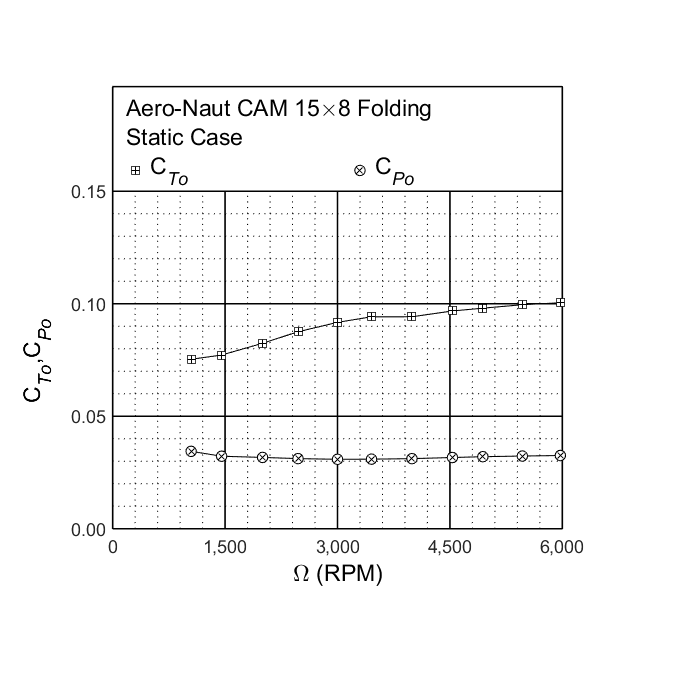 Aero-Naut CAM 15×8 Folding
Static Case
C_To C_Po
0.15
0.10
0.05
0.00
C_To,C_Po
0 1,500 3,000 4,500 6,000
Ω (RPM)